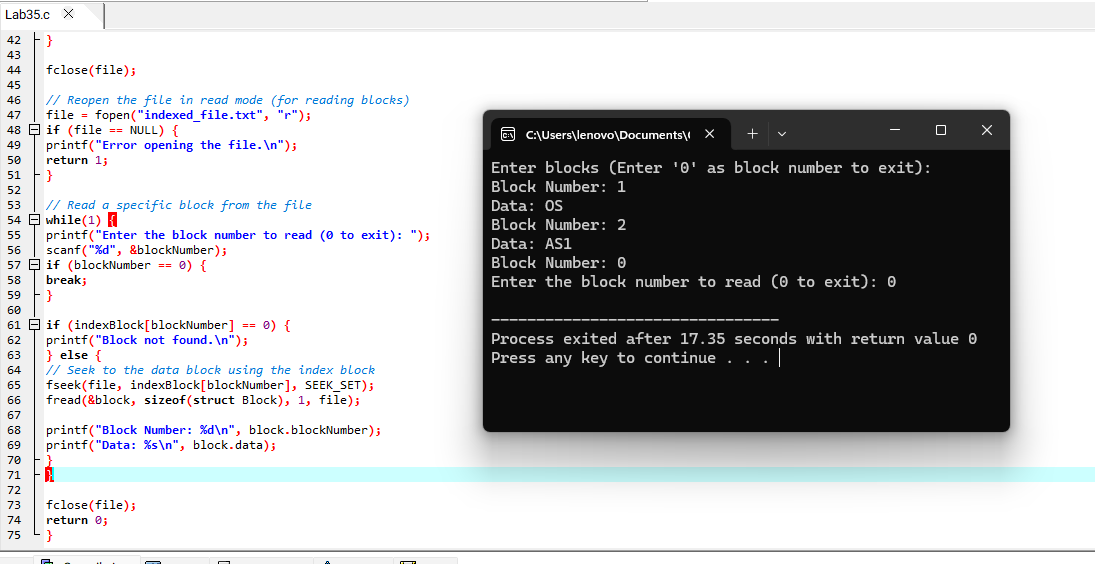 Lab35.c
42 }
43
44 fclose(file);
45
46 // Reopen the file in read mode (for reading blocks)
47 file = fopen("indexed_file.txt", "r");
48 if (file == NULL) {
49 printf("Error opening the file.\n");
50 return 1;
51 }
52
53 // Read a specific block from the file
54 while(1) {
55 printf("Enter the block number to read (0 to exit): ");
56 scanf("%d", &blockNumber);
57 if (blockNumber == 0) {
58 break;
59 }
60
61 if (indexBlock[blockNumber] == 0) {
62 printf("Block not found.\n");
63 } else {
64 // Seek to the data block using the index block
65 fseek(file, indexBlock[blockNumber], SEEK_SET);
66 fread(&block, sizeof(struct Block), 1, file);
67
68 printf("Block Number: %d\n", block.blockNumber);
69 printf("Data: %s\n", block.data);
70 }
71 }
72
73 fclose(file);
74 return 0;
75 }
C:\Users\lenovo\Documents\
Enter blocks (Enter '0' as block number to exit):
Block Number: 1
Data: OS
Block Number: 2
Data: AS1
Block Number: 0
Enter the block number to read (0 to exit): 0
--------------------------------
Process exited after 17.35 seconds with return value 0
Press any key to continue . . .